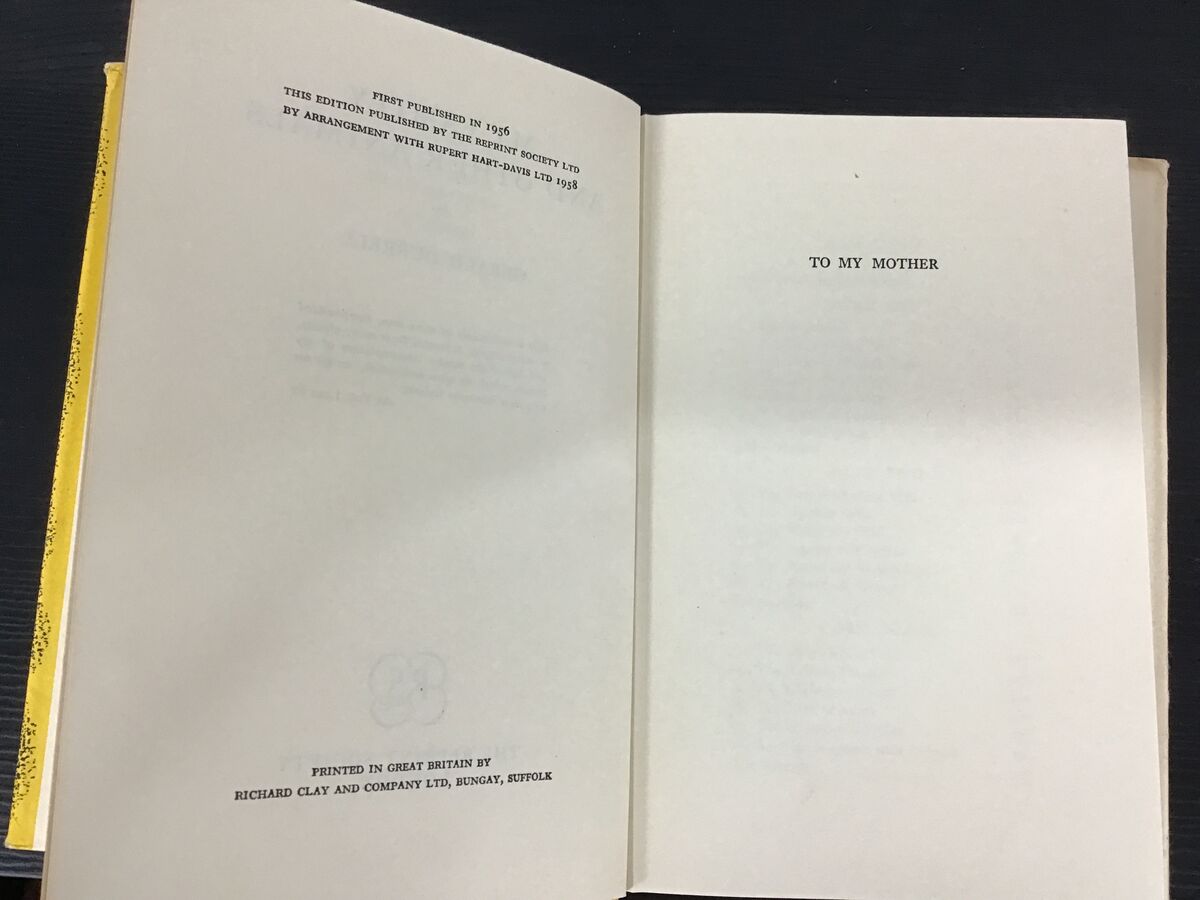 FIRST PUBLISHED IN 1956
THIS EDITION PUBLISHED BY THE REPRINT SOCIETY LTD
BY ARRANGEMENT WITH RUPERT HART-DAVIS LTD 1958
PRINTED IN GREAT BRITAIN BY
RICHARD CLAY AND COMPANY LTD, BUNGAY, SUFFOLK
TO MY MOTHER